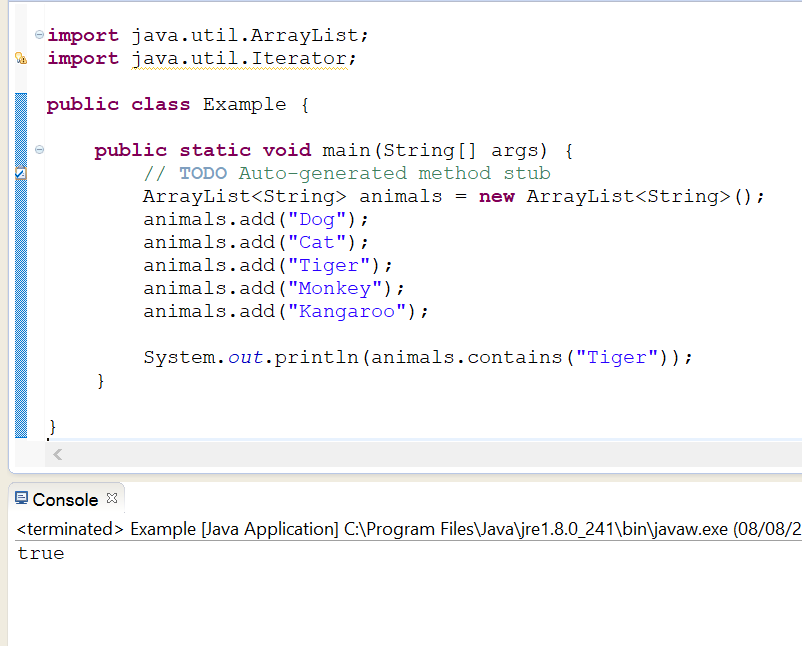 import java.util.ArrayList;
import java.util.Iterator;
public class Example {
public static void main(String[] args) {
// TODO Auto-generated method stub
ArrayList<String> animals = new ArrayList<String>();
animals.add("Dog");
animals.add("Cat");
animals.add("Tiger");
animals.add("Monkey");
animals.add("Kangaroo");
System.out.println(animals.contains("Tiger"));
}
}
Console
<terminated> Example [Java Application] C:\Program Files\Java\jre1.8.0_241\bin\javaw.exe (08/08/2
true